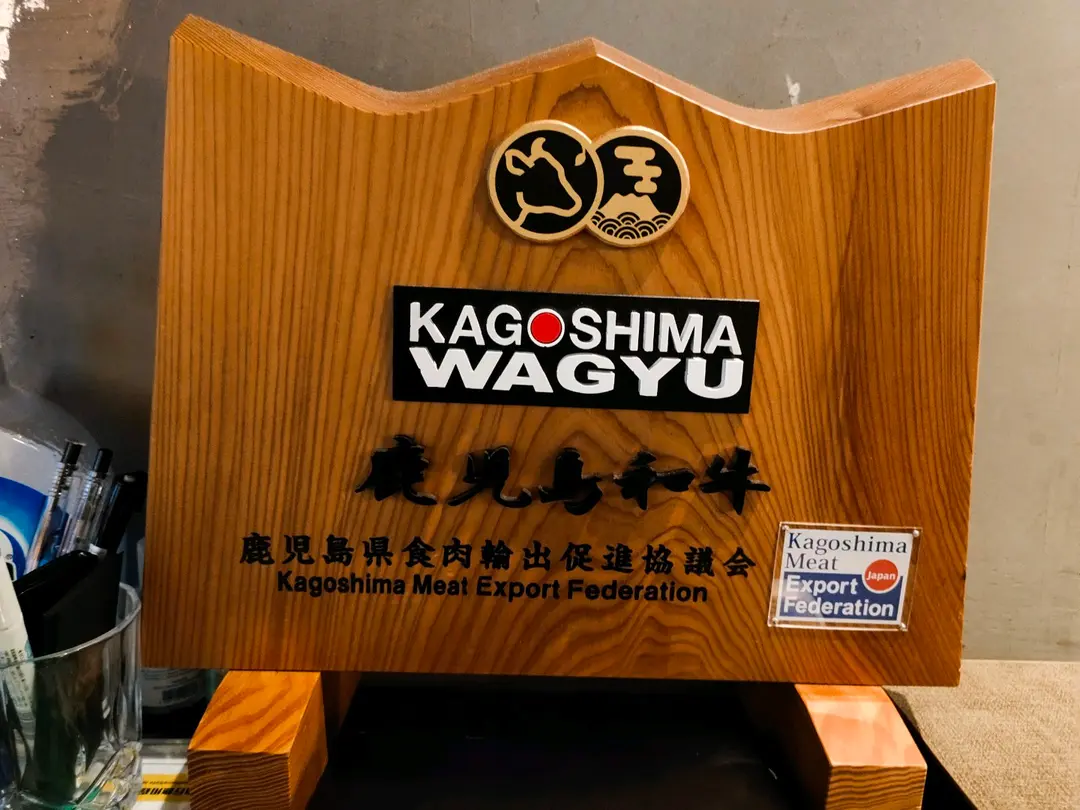 KAGOSHIMA
WAGYU
鹿児島和牛
鹿児島県食肉輸出促進協議会
Kagoshima Meat Export Federation
Kagoshima
Meat
Japan
Export
Federation